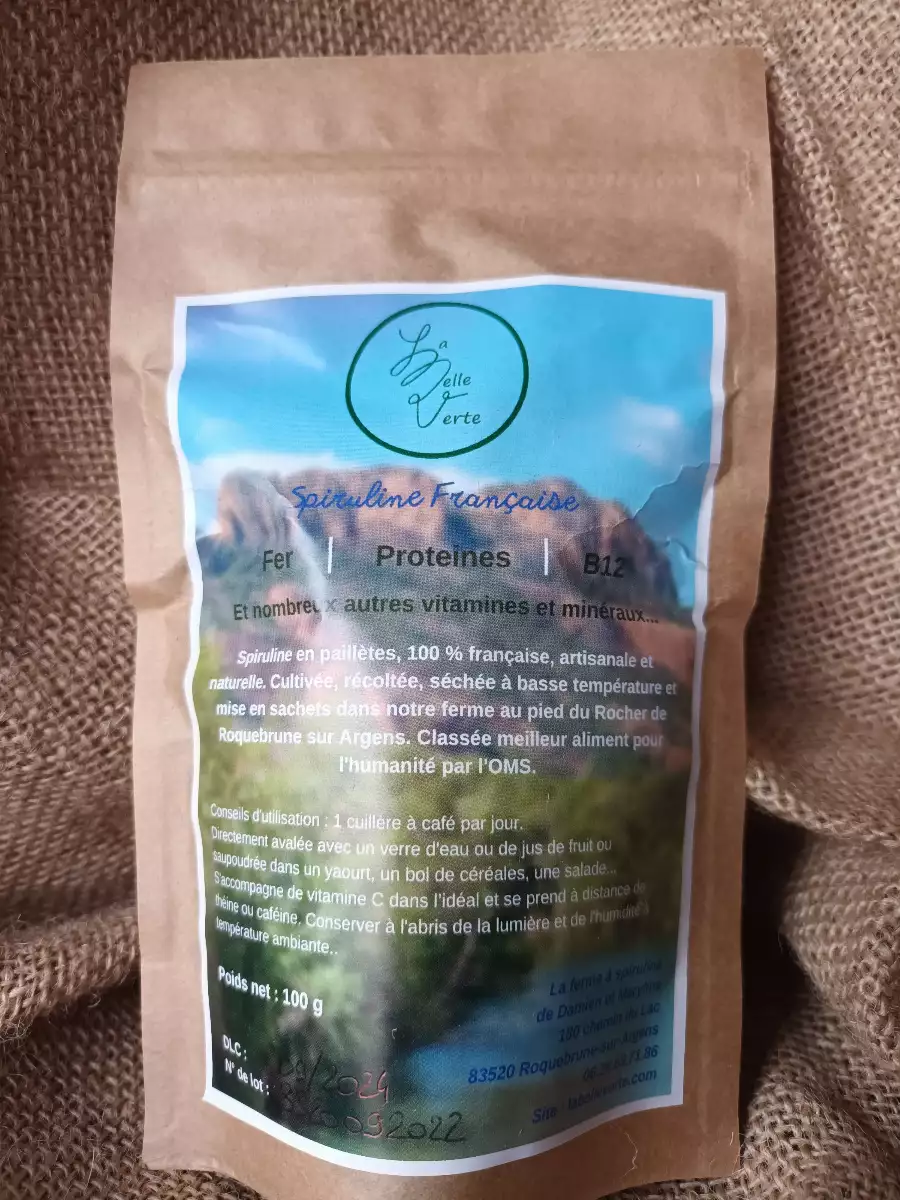 La
Belle
Verte
Spiruline Française
Fer | Proteines | B12
Et nombreux autres vitamines et minéraux...
Spiruline en paillètes, 100 % française, artisanale et
naturelle. Cultivée, récoltée, séchée à basse température et
mise en sachets dans notre ferme au pied du Rocher de
Roquebrune sur Argens. Classée meilleur aliment pour
l'humanité par l'OMS.
Conseils d'utilisation : 1 cuillère à café par jour.
Directement avalée avec un verre d'eau ou de jus de fruit ou
saupoudrée dans un yaourt, un bol de céréales, une salade...
S'accompagne de vitamine C dans l'idéal et se prend à distance de
théine ou caféine. Conserver à l'abris de la lumière et de l'humidité à
température ambiante..
Poids net : 100 g
La ferme à spiruline
de Damien et
180 chemin du Lac
83520 Roquebrune-sur-Argens
DLC : /2024
N° de lot : 2022
Site : labelleverte.com